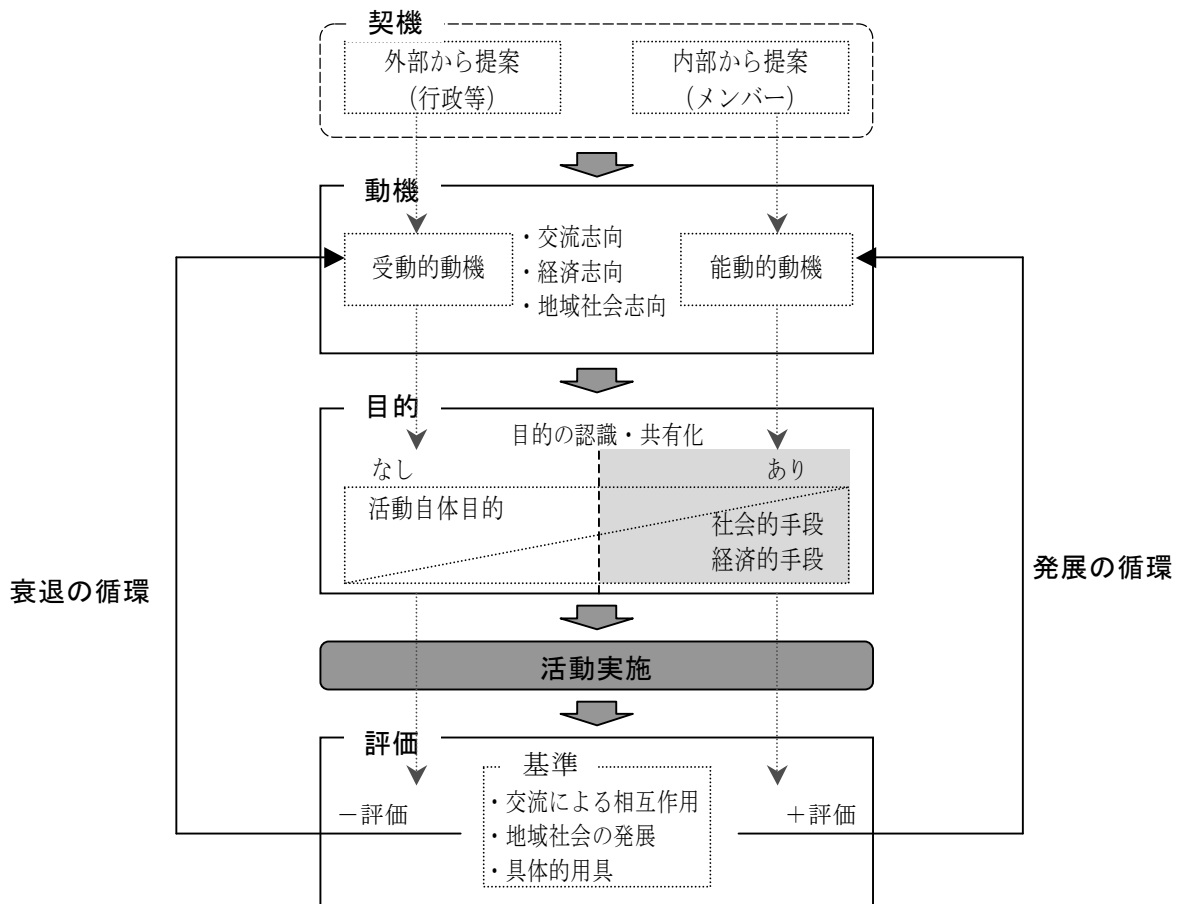 契機
外部から提案
(行政等)
内部から提案
(メンバー)
動機
受動的動機
・交流志向
・経済志向
・地域社会志向
能動的動機
目的
目的の認識・共有化
なし
あり
活動自体目的
社会的手段
経済的手段
衰退の循環
発展の循環
活動実施
評価
基準
・交流による相互作用
・地域社会の発展
・具体的用具
－評価
＋評価